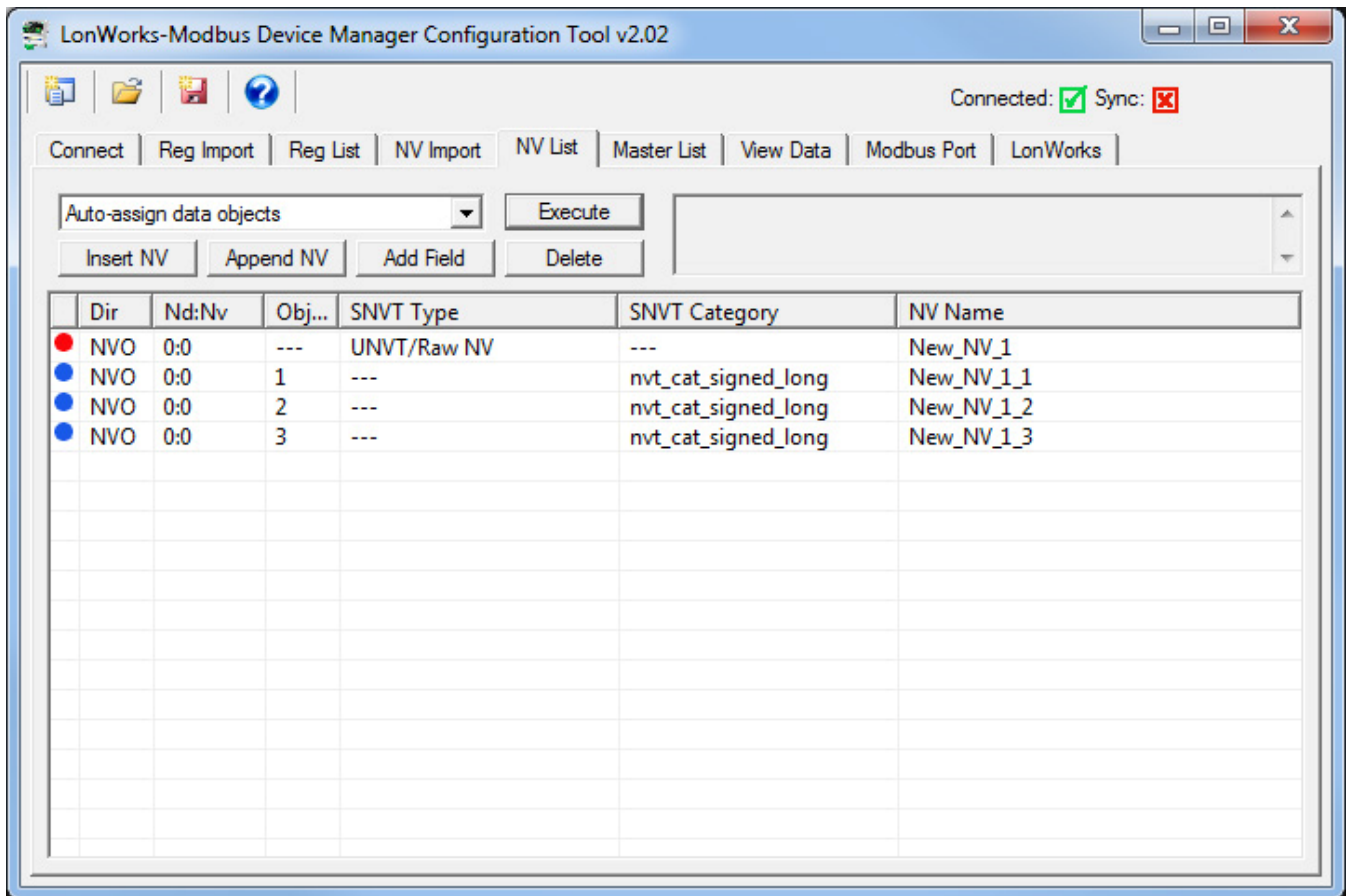 LonWorks-Modbus Device Manager Configuration Tool v2.02
Connected: Sync:
Connect Reg Import Reg List NV Import NV List Master List View Data Modbus Port LonWorks
Auto-assign data objects Execute
Insert NV Append NV Add Field Delete
Dir Nd:Nv Obj... SNVT Type SNVT Category NV Name
NVO 0:0 --- UNVT/Raw NV --- New_NV_1
NVO 0:0 1 --- nvt_cat_signed_long New_NV_1_1
NVO 0:0 2 --- nvt_cat_signed_long New_NV_1_2
NVO 0:0 3 --- nvt_cat_signed_long New_NV_1_3